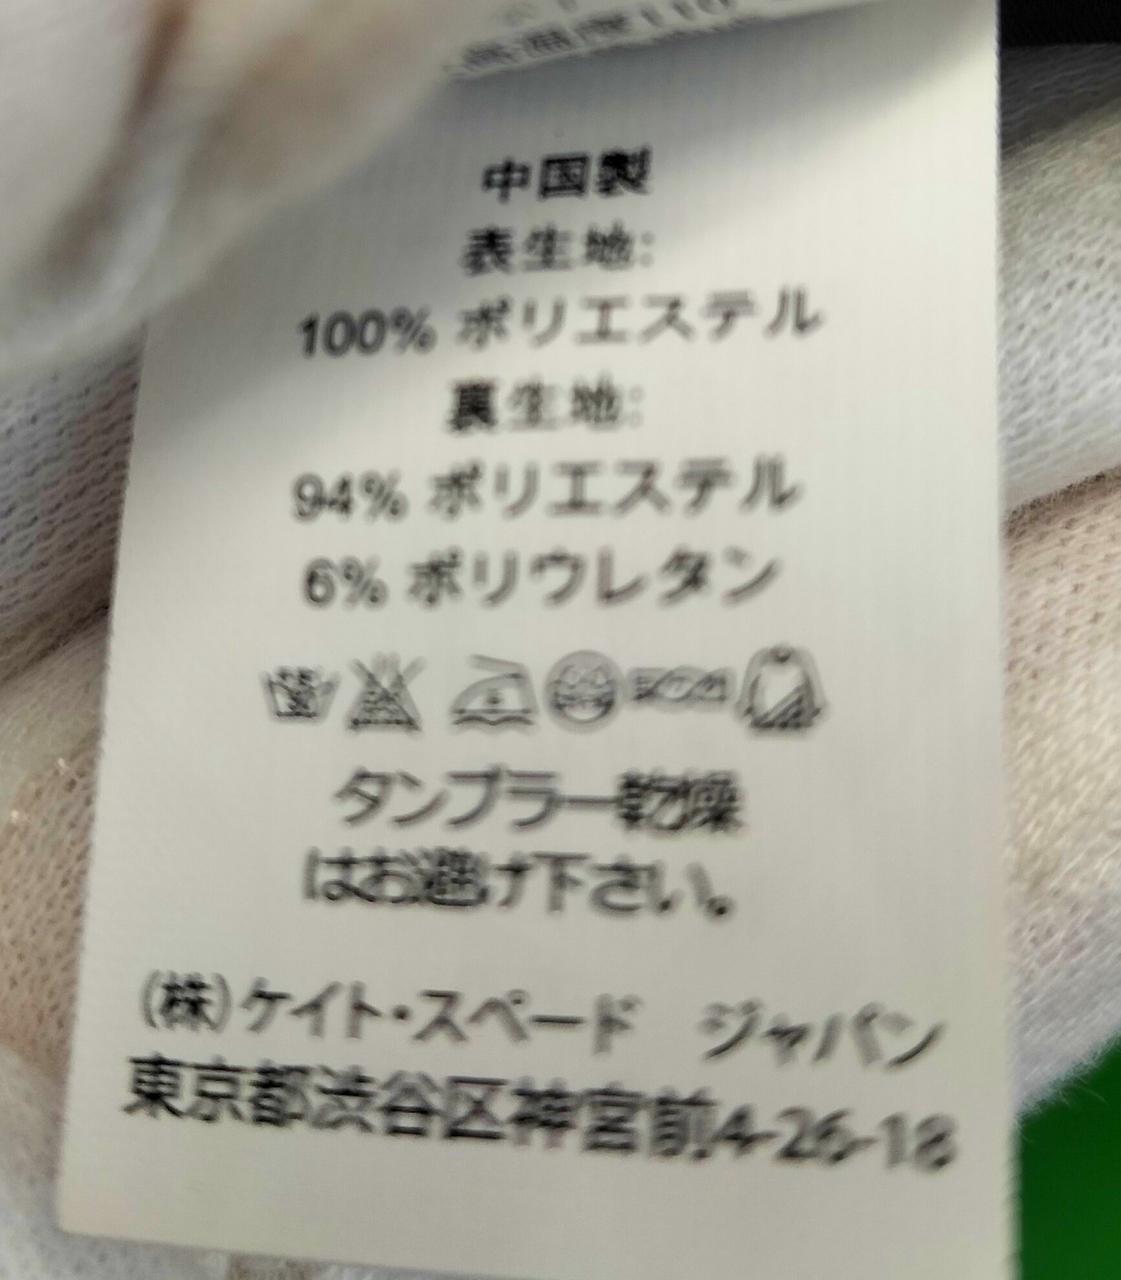 中国製
表生地:
100% ポリエステル
裏生地:
94% ポリエステル
6% ポリウレタン
タンブラー乾燥
はお避け下さい。
(株)ケイト・スペード ジャパン
東京都渋谷区神宮前4-26-18